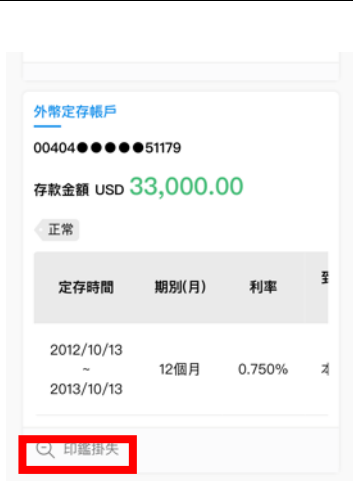 外幣定存帳戶
00404●●●●●51179
存款金額 USD 33,000.00
正常
定存時間 期別(月) 利率
2012/10/13
~
2013/10/13
12個月 0.750%
印鑑掛失